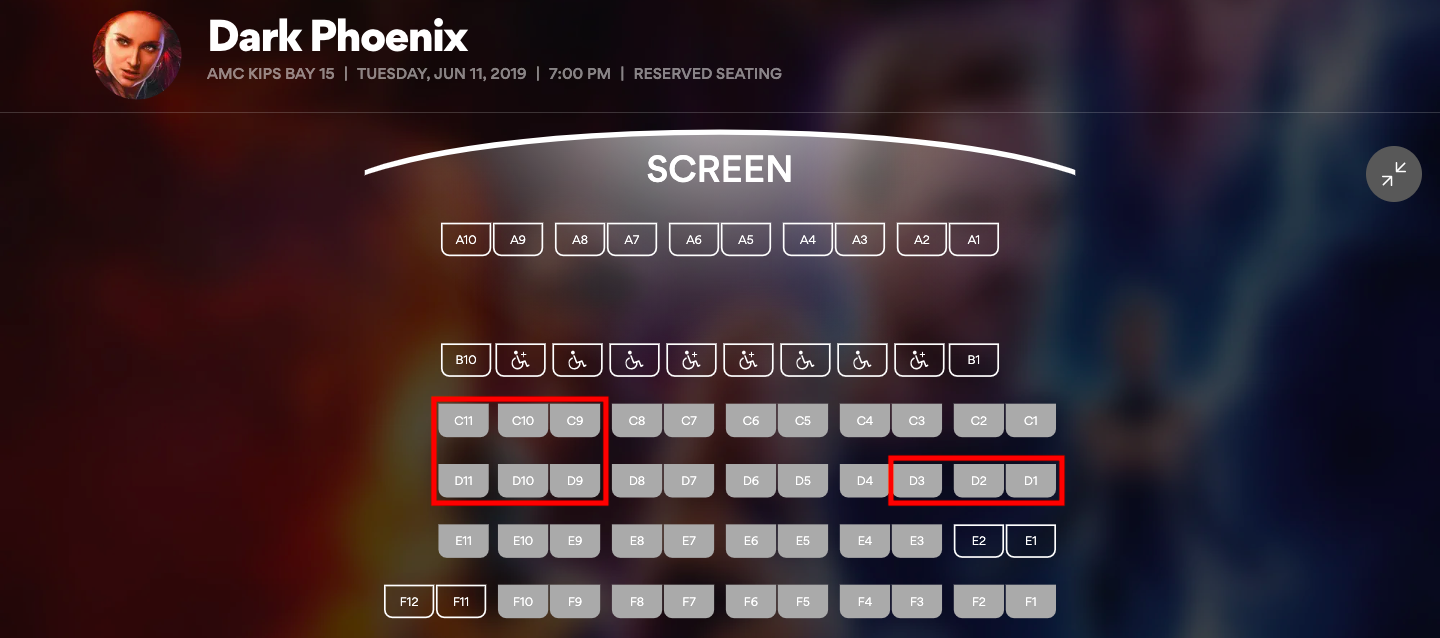 Dark Phoenix
AMC KIPS BAY 15 | TUESDAY, JUN 11, 2019 | 7:00 PM | RESERVED SEATING
SCREEN
A10 A9 A8 A7 A6 A5 A4 A3 A2 A1
B10 B1
C11 C10 C9 C8 C7 C6 C5 C4 C3 C2 C1
D11 D10 D9 D8 D7 D6 D5 D4 D3 D2 D1
E11 E10 E9 E8 E7 E6 E5 E4 E3 E2 E1
F12 F11 F10 F9 F8 F7 F6 F5 F4 F3 F2 F1